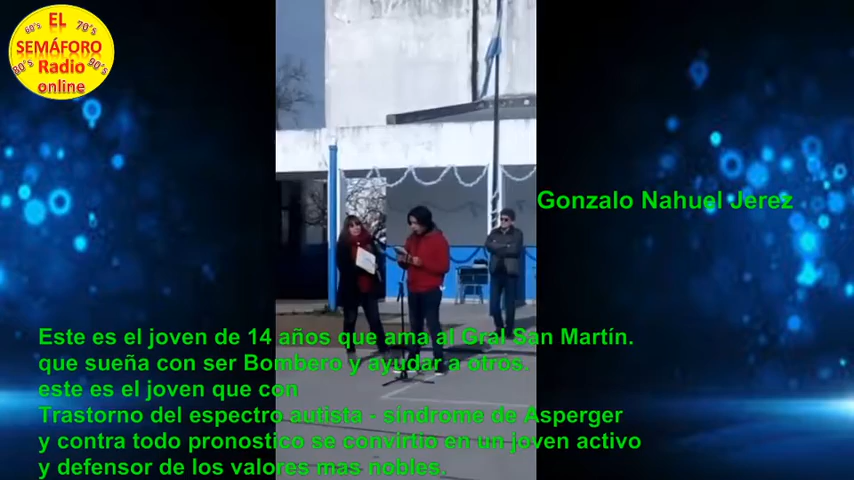 60's EL 70's
SEMÁFORO
80's Radio 90's
online
Gonzalo Nahuel Jerez
Este es el joven de 14 años que ama al Gral San Martín.
que sueña con ser Bombero y ayudar a otros.
este es el joven que con
Trastorno del espectro autista - síndrome de Asperger
y contra todo pronostico se convirtio en un joven activo
y defensor de los valores mas nobles.